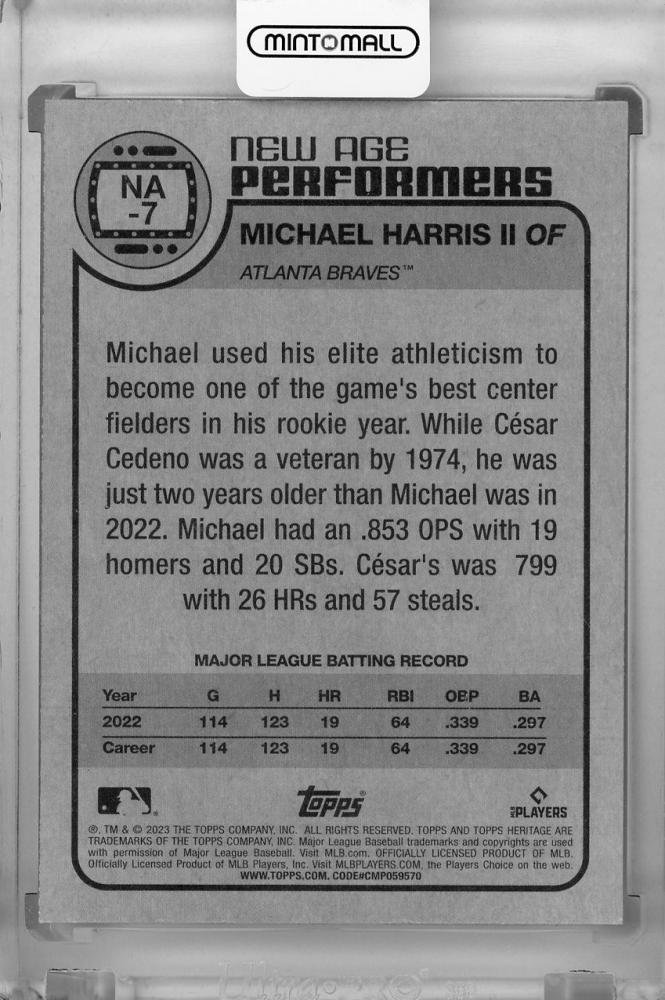 MINTOMALL
NEW AGE
PERFORMERS
NA
-7
MICHAEL HARRIS II OF
ATLANTA BRAVES™
Michael used his elite athleticism to
become one of the game's best center
fielders in his rookie year. While César
Cedeno was a veteran by 1974, he was
just two years older than Michael was in
2022. Michael had an .853 OPS with 19
homers and 20 SBs. César's was 799
with 26 HRs and 57 steals.
MAJOR LEAGUE BATTING RECORD
Year G H HR RBI OBP BA
2022 114 123 19 64 .339 .297
Career 114 123 19 64 .339 .297
Topps®
MLB PLAYERS
®, TM & © 2023 THE TOPPS COMPANY, INC. ALL RIGHTS RESERVED. TOPPS AND TOPPS HERITAGE ARE
TRADEMARKS OF THE TOPPS COMPANY, INC. Major League Baseball trademarks and copyrights are used
with permission of Major League Baseball. Visit MLB.com. OFFICIALLY LICENSED PRODUCT OF MLB.
Officially Licensed Product of MLB Players, Inc. Visit MLBPLAYERS.COM, the Players Choice on the web.
WWW.TOPPS.COM. CODE#CMP059570